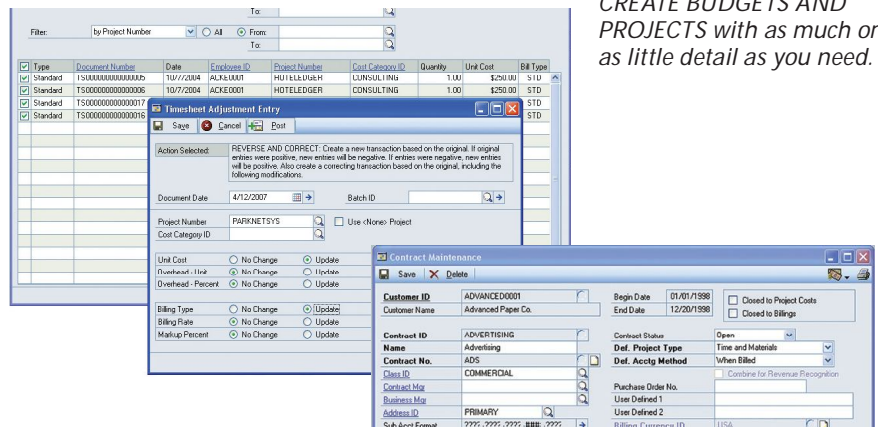 CREATE BUDGETS AND
PROJECTS with as much or
as little detail as you need.
To:
Filter: by Project Number All From:
To:
Type Document Number Date Employee ID Project Number Cost Category ID Quantity Unit Cost Bill Type
Standard TS000000000000005 10/7/2004 ACKE0001 HOTELLEDGER CONSULTING 1.00 $250.00 STD
Standard TS000000000000006 ACKE0001 HOTELLEDGER CONSULTING 1.00 $250.00 STD
Standard TS000000000000017 STD
Standard TS000000000000016 STD
Timesheet Adjustment Entry
Save Cancel Post
Action Selected: REVERSE AND CORRECT: Create a new transaction based on the original. If original
entries were positive, new entries will be negative. If entries were negative, new entries
will be positive. Also create a correcting transaction based on the original, including the
following modifications.
Document Date 4/12/2007 Batch ID
Project Number PARKNETSYS Use <None> Project
Cost Category ID
Unit Cost No Change Update
Overhead - Unit No Change Update
Overhead - Percent No Change Update
Billing Type No Change Update
Billing Rate No Change Update
Markup Percent No Change Update
Contract Maintenance
Save Delete
Customer ID ADVANCED0001 Begin Date 01/01/1998 Closed to Project Costs
Customer Name Advanced Paper Co. End Date 12/20/1998 Closed to Billings
Contract ID ADVERTISING Contract Status Open
Name Advertising Def. Project Type Time and Materials
Contract No. ADS Def. Acctg Method When Billed
Class ID COMMERCIAL Combine for Revenue Recognition
Contract Mgr Purchase Order No.
Business Mgr User Defined 1
Address ID PRIMARY User Defined 2
Sub Acct Format ????-????-????-###-???? Billing Currency ID USA